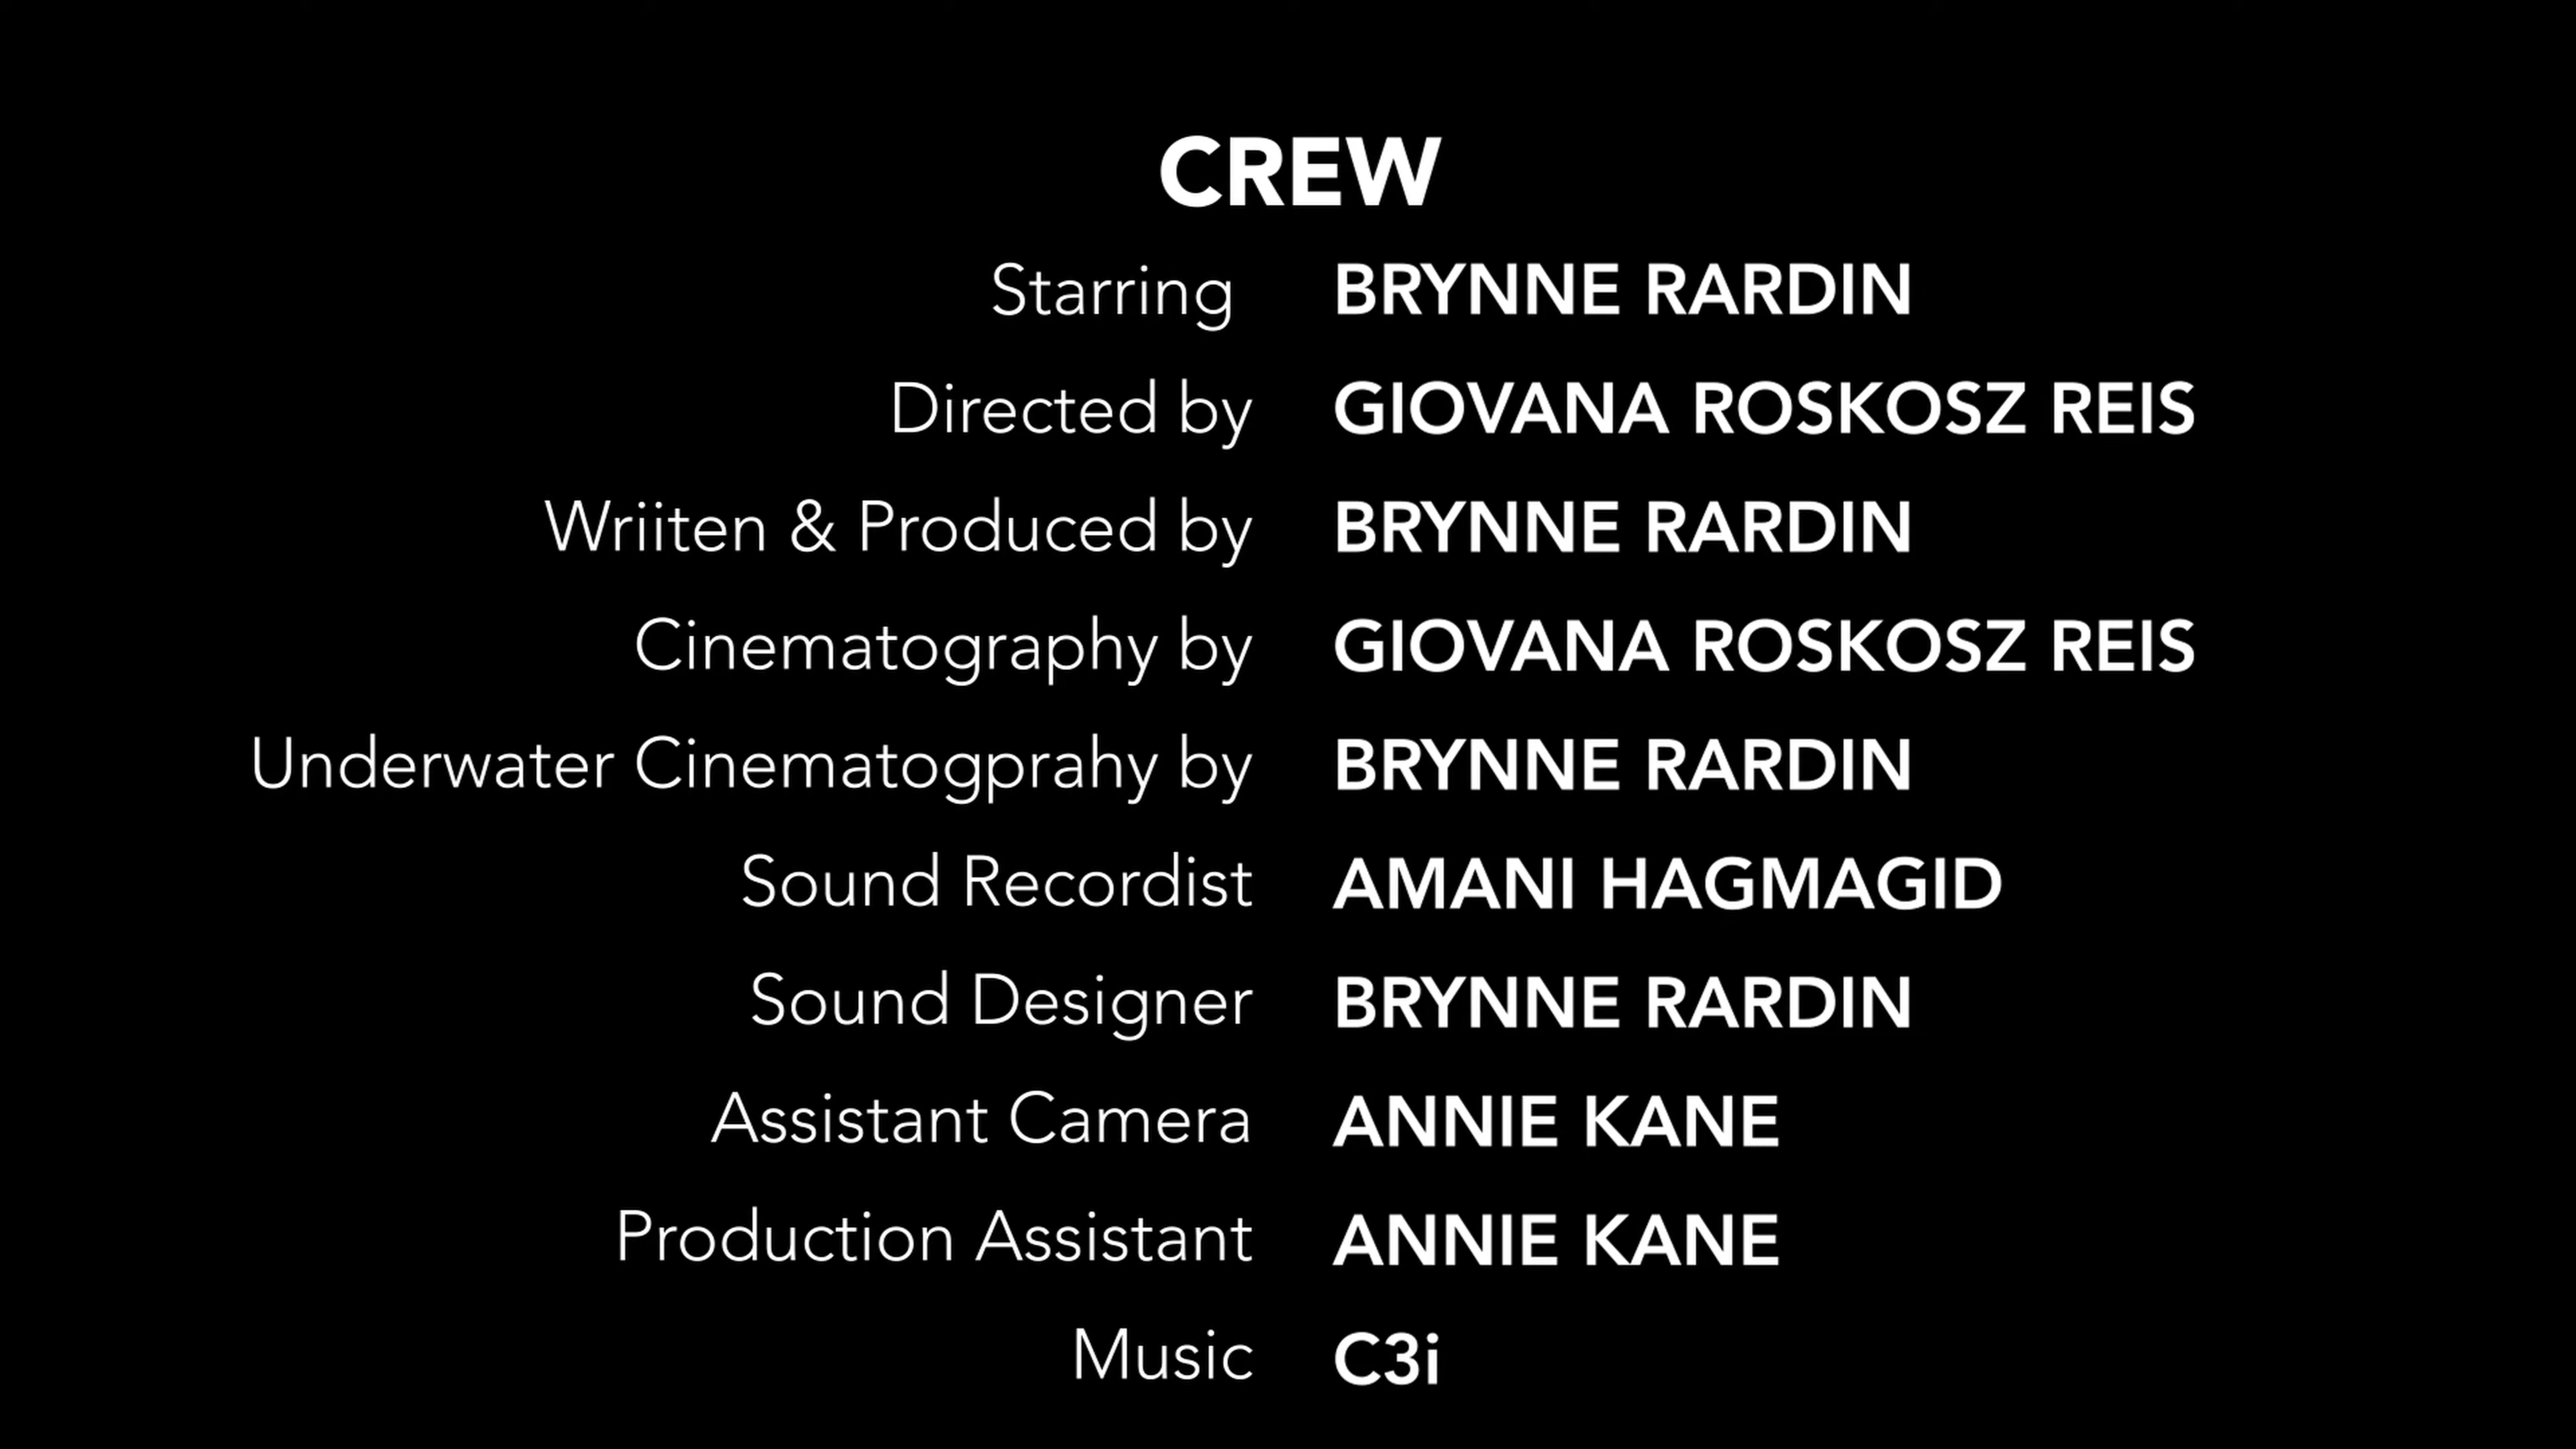 CREW
Starring BRYNNE RARDIN
Directed by GIOVANA ROSKOSZ REIS
Wriiten & Produced by BRYNNE RARDIN
Cinematography by GIOVANA ROSKOSZ REIS
Underwater Cinematogprahy by BRYNNE RARDIN
Sound Recordist AMANI HAGMAGID
Sound Designer BRYNNE RARDIN
Assistant Camera ANNIE KANE
Production Assistant ANNIE KANE
Music C3i